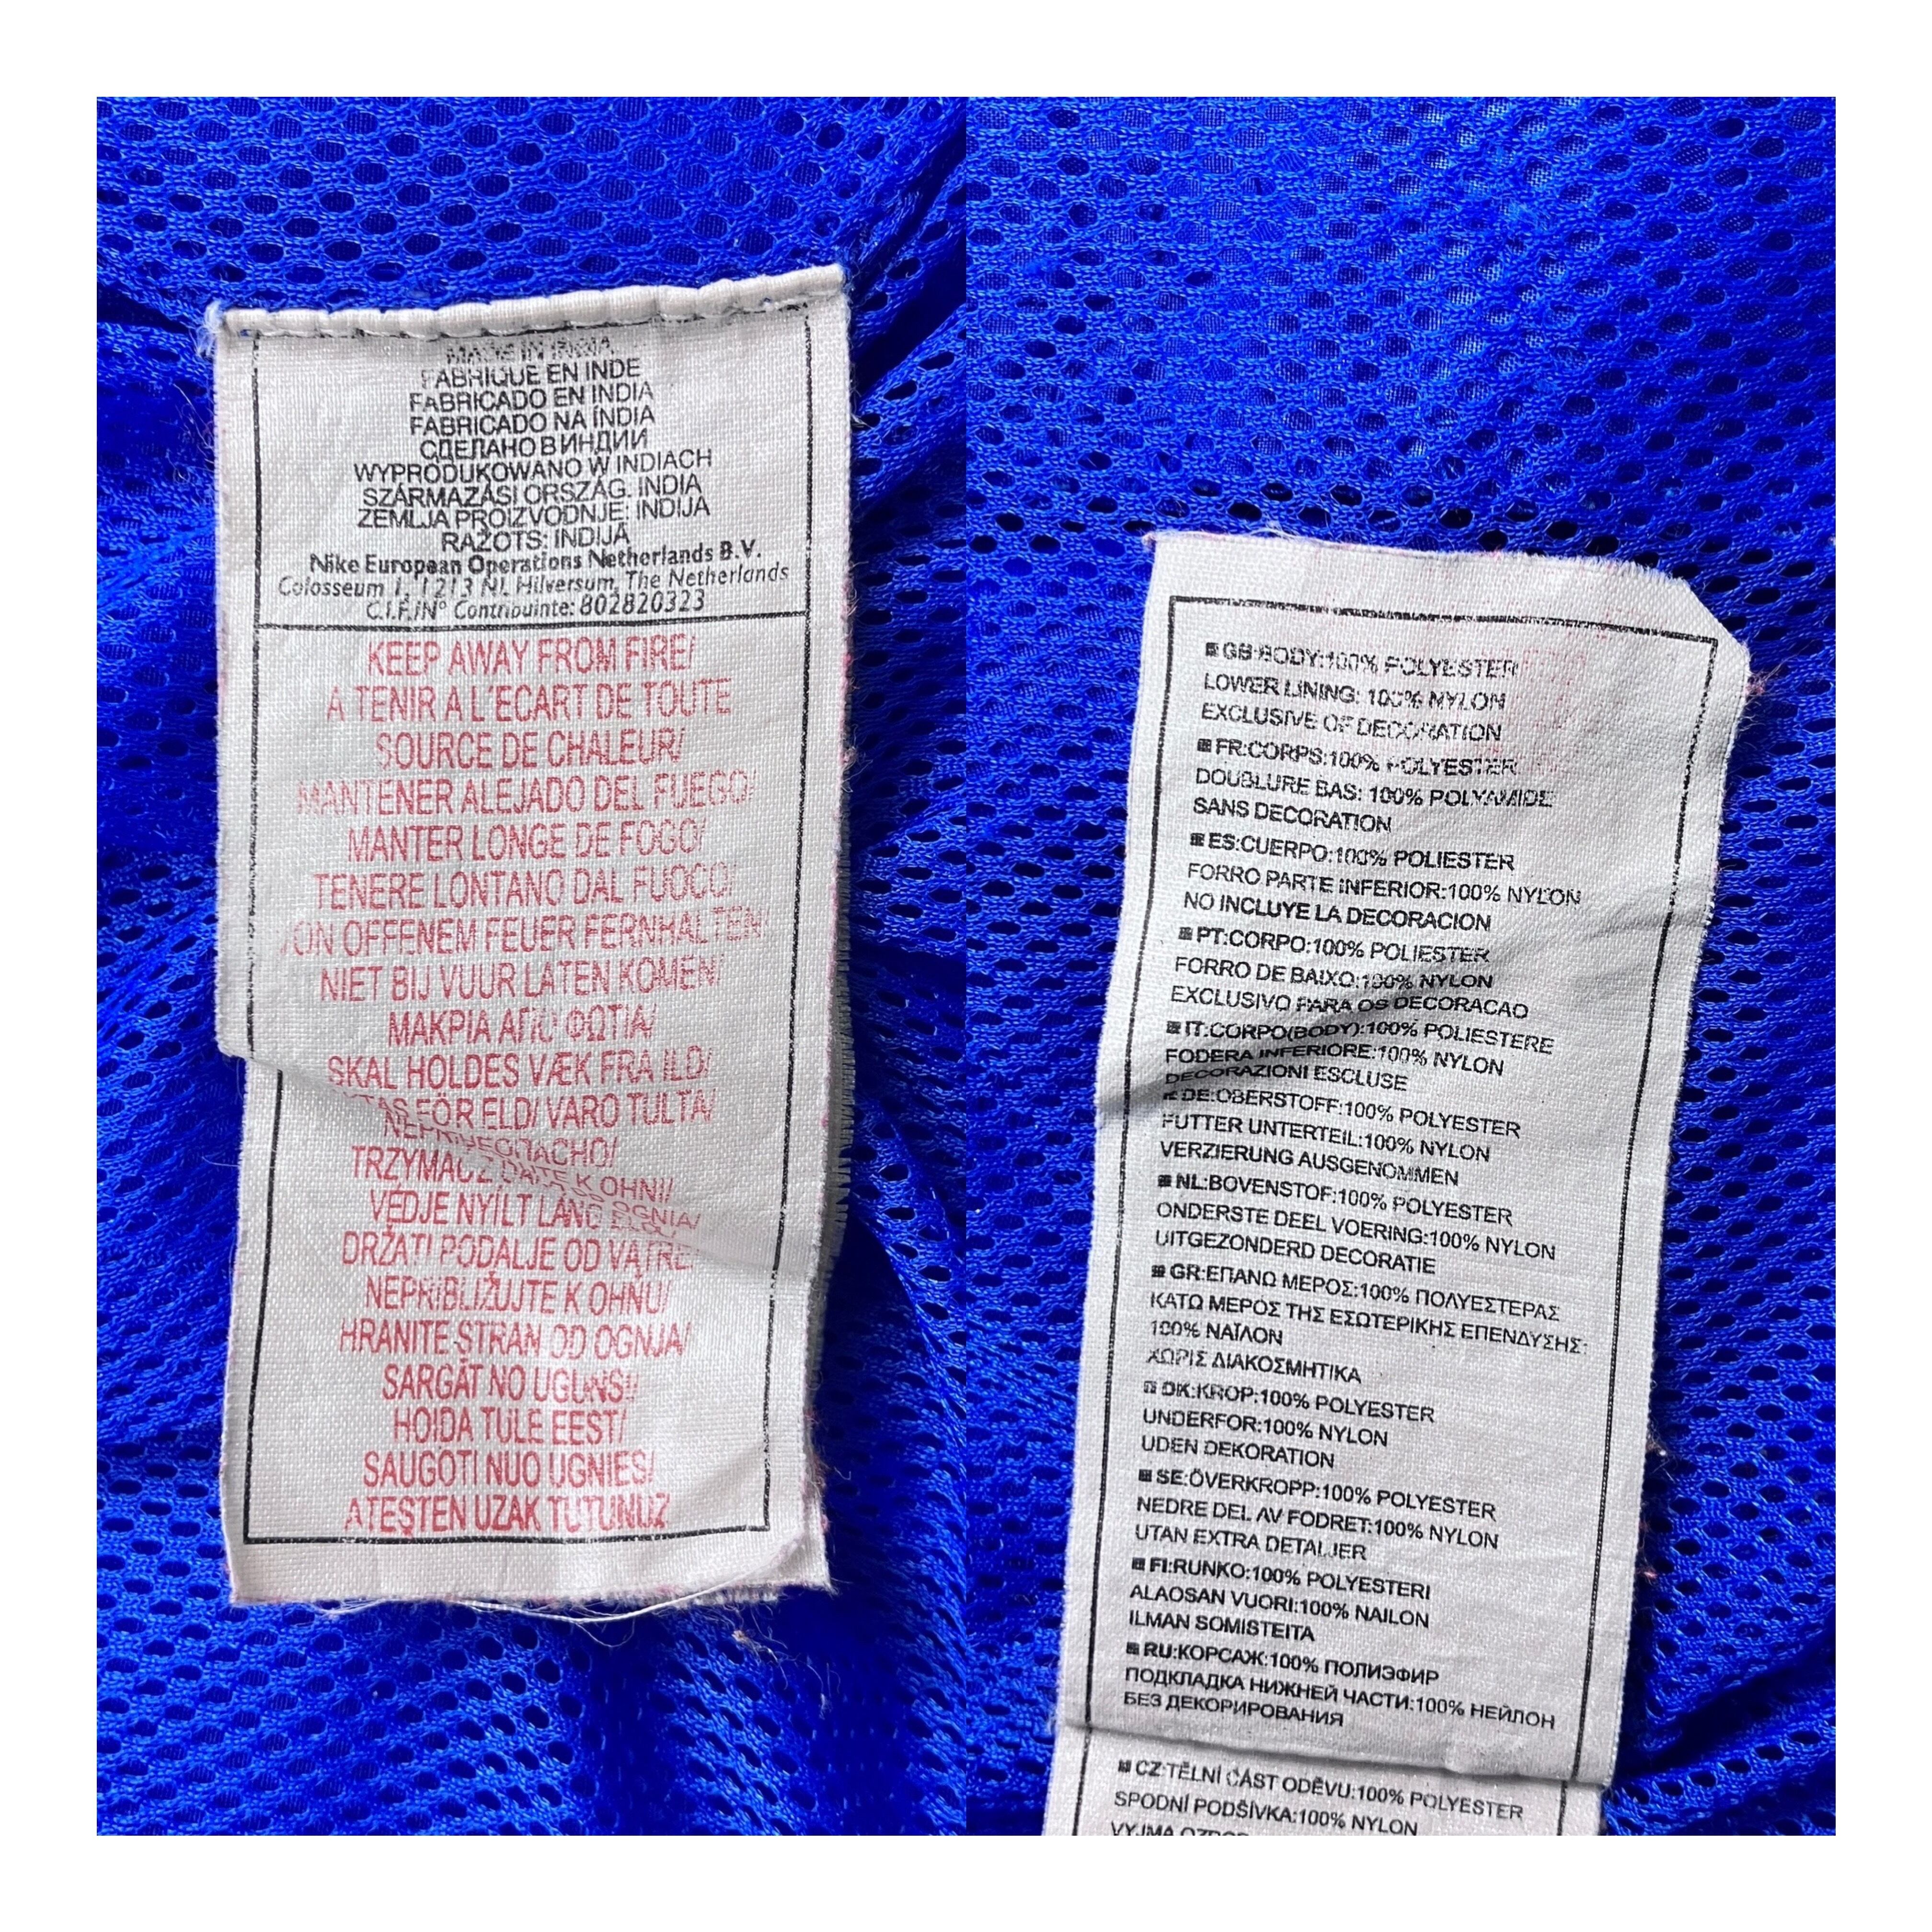 MADE IN INDIA
FABRIQUE EN INDE
FABRICADO EN INDIA
FABRICADO NA ÍNDIA
СДЕЛАНО В ИНДИИ
WYPRODUKOWANO W INDIACH
SZÁRMAZÁSI ORSZÁG. INDIA
ZEMLJA PROIZVODNJE: INDIJA
RAŽOTS: INDIJĀ
Nike European Operations Netherlands B.V.
Colosseum 1, 1213 NL Hilversum, The Netherlands
C.I.F./N° Contribuinte: 802820323
KEEP AWAY FROM FIRE/
A TENIR A L'ECART DE TOUTE
SOURCE DE CHALEUR/
MANTENER ALEJADO DEL FUEGO/
MANTER LONGE DE FOGO/
TENERE LONTANO DAL FUOCO/
VON OFFENEM FEUER FERNHALTEN/
NIET BIJ VUUR LATEN KOMEN/
ΜΑΚΡΙΑ ΑΠΟ ΦΩΤΙΑ/
SKAL HOLDES VÆK FRA ILD/
FÖR ELD/ VARO TULTA/
TRZYMAĆ Z OGNIA/
VÉDJE NYÍLT LÁNG
DRŽATI PODALJE OD VATRE/
NEPRIBLIŽUJTE K OHŇU/
HRANITE STRAN OD OGNJA/
SARGĀT NO UGUNS!/
HOIDA TULE EEST/
SAUGOTI NUO UGNIES/
ATEŞTEN UZAK TUTUNUZ
GB:BODY:100% POLYESTER
LOWER LINING: 100% NYLON
EXCLUSIVE OF DECORATION
FR:CORPS:100% POLYESTER
DOUBLURE BAS: 100% POLYAMIDE
SANS DECORATION
ES:CUERPO:100% POLIESTER
FORRO PARTE INFERIOR:100% NYLON
NO INCLUYE LA DECORACION
PT:CORPO:100% POLIESTER
FORRO DE BAIXO:100% NYLON
EXCLUSIVO PARA OS DECORACAO
IT:CORPO(BODY):100% POLIESTERE
FODERA INFERIORE:100% NYLON
DECORAZIONI ESCLUSE
DE:OBERSTOFF:100% POLYESTER
FUTTER UNTERTEIL:100% NYLON
VERZIERUNG AUSGENOMMEN
NL:BOVENSTOF:100% POLYESTER
ONDERSTE DEEL VOERING:100% NYLON
UITGEZONDERD DECORATIE
GR:ΕΠΑΝΩ ΜΕΡΟΣ:100% ΠΟΛΥΕΣΤΕΡΑΣ
ΚΑΤΩ ΜΕΡΟΣ ΤΗΣ ΕΣΩΤΕΡΙΚΗΣ ΕΠΕΝΔΥΣΗΣ:
100% ΝΑΪΛΟΝ
ΧΩΡΙΣ ΔΙΑΚΟΣΜΗΤΙΚΑ
DK:KROP:100% POLYESTER
UNDERFOR:100% NYLON
UDEN DEKORATION
SE:ÖVERKROPP:100% POLYESTER
NEDRE DEL AV FODRET:100% NYLON
UTAN EXTRA DETALJER
FI:RUNKO:100% POLYESTERI
ALAOSAN VUORI:100% NAILON
ILMAN SOMISTEITA
RU:КОРСАЖ:100% ПОЛИЭФИР
ПОДКЛАДКА НИЖНЕЙ ЧАСТИ:100% НЕЙЛОН
БЕЗ ДЕКОРИРОВАНИЯ
CZ:TĚLNÍ ČÁST ODĚVU:100% POLYESTER
SPODNÍ PODŠÍVKA:100% NYLON
VYJMA